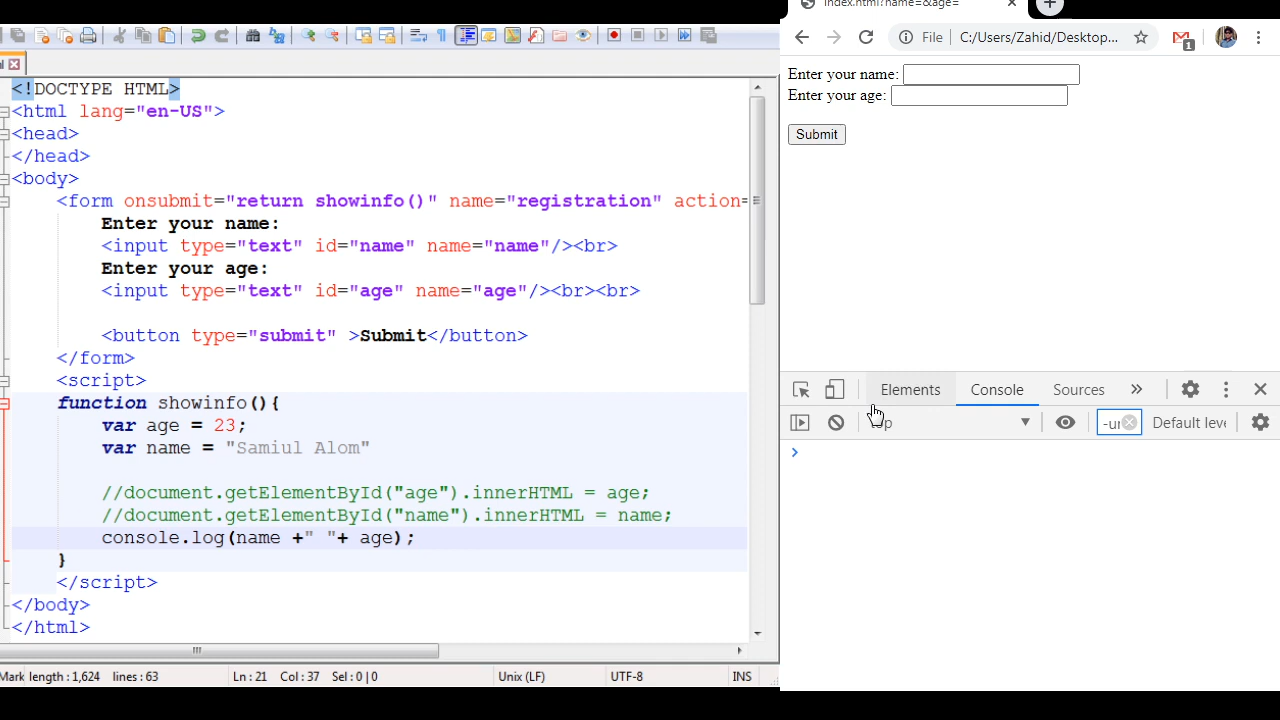 index.html?name=&age=
File C:/Users/Zahid/Desktop...
1
<!DOCTYPE HTML>
<html lang="en-US">
<head>
</head>
<body>
<form onsubmit="return showinfo()" name="registration" action=
Enter your name:
<input type="text" id="name" name="name"/><br>
Enter your age:
<input type="text" id="age" name="age"/><br><br>
<button type="submit" >Submit</button>
</form>
<script>
function showinfo(){
var age = 23;
var name = "Samiul Alom"
//document.getElementById("age").innerHTML = age;
//document.getElementById("name").innerHTML = name;
console.log(name +" "+ age);
}
</script>
</body>
</html>
Mark length : 1,624 lines : 63 Ln : 21 Col : 37 Sel : 0 | 0 Unix (LF) UTF-8 INS
Enter your name:
Enter your age:
Submit
Elements Console Sources
-ur Default leve